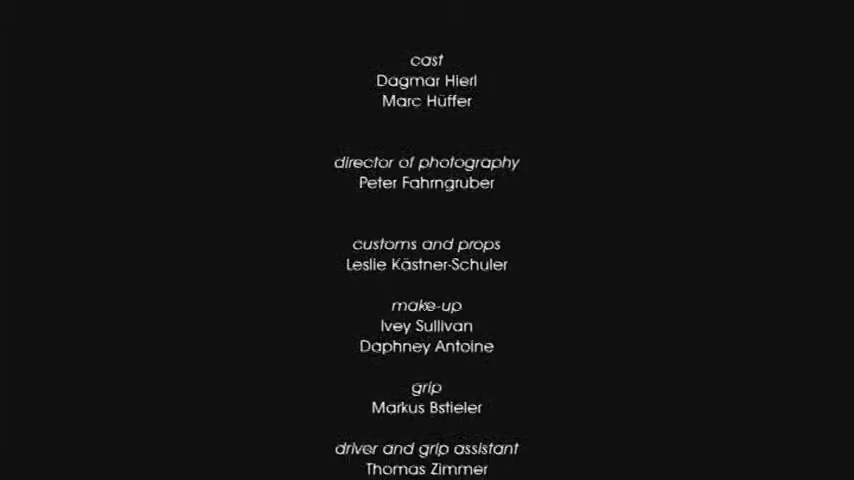 cast
Dagmar Hierl
Marc Hüffer
director of photography
Peter Fahrngruber
customs and props
Leslie Kästner-Schuler
make-up
Ivey Sullivan
Daphney Antoine
grip
Markus Bstieler
driver and grip assistant
Thomas Zimmer